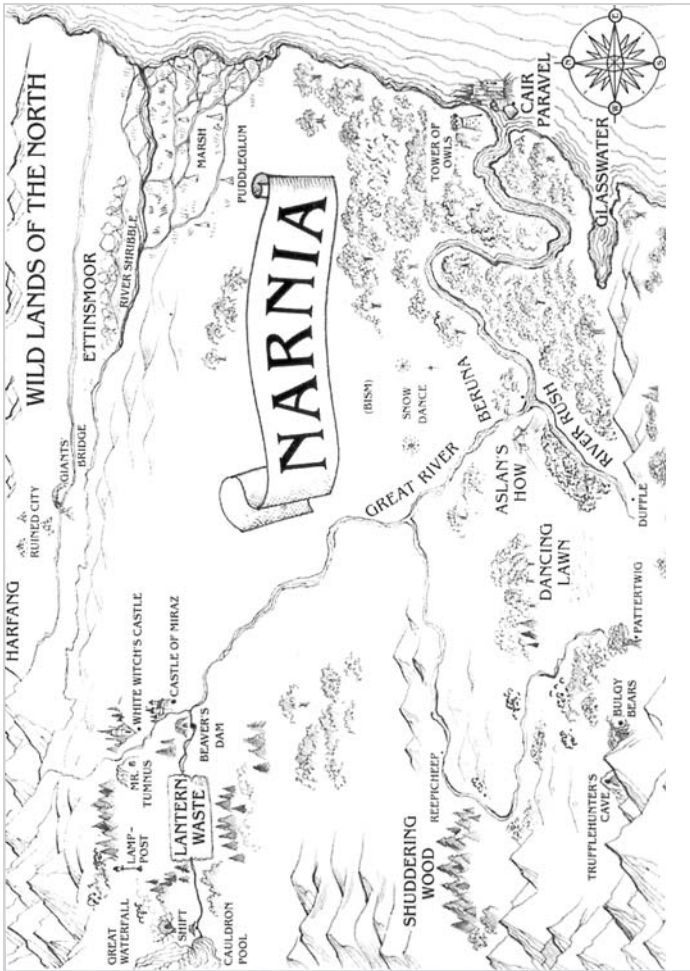 WILD LANDS OF THE NORTH
HARFANG
RUINED CITY
GIANTS
BRIDGE
ETTINSMOOR
RIVER SHRIBBLE
MARSH
PUDDLEGLUM
WHITE WITCH'S CASTLE
CASTLE OF MIRAZ
MR.
TUMNUS
BEAVER'S
DAM
LAMP-
POST
GREAT
WATERFALL
LANTERN
WASTE
SHIFT
CAULDRON
POOL
NARNIA
(BISM)
SNOW
DANCE
GREAT RIVER
BERUNA
TOWER OF
OWLS
CAIR
PARAVEL
GLASSWATER
RIVER RUSH
ASLAN'S
HOW
DANCING
LAWN
DUFFLE
REEPICHEEP
SHUDDERING
WOOD
PATTERTWIG
BULGY
BEARS
TRUFFLEHUNTER'S
CAVE
N
E
S
W